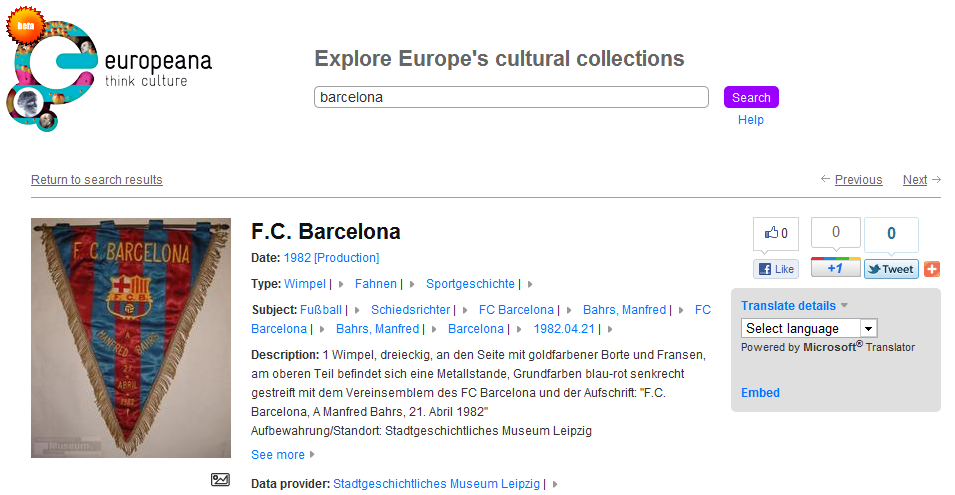 beta
europeana
think culture
Explore Europe's cultural collections
barcelona
Search
Help
Return to search results
Previous
Next
F. C. BARCELONA
F.C.B.
A
MANFRED BAHRS
21
ABRIL
1982
Museum
F.C. Barcelona
Date: 1982 [Production]
Type: Wimpel | Fahnen | Sportgeschichte |
Subject: Fußball | Schiedsrichter | FC Barcelona | Bahrs, Manfred | FC
Barcelona | Bahrs, Manfred | Barcelona | 1982.04.21 |
Description: 1 Wimpel, dreieckig, an den Seite mit goldfarbener Borte und Fransen,
am oberen Teil befindet sich eine Metallstande, Grundfarben blau-rot senkrecht
gestreift mit dem Vereinsemblem des FC Barcelona und der Aufschrift: "F.C.
Barcelona, A Manfred Bahrs, 21. Abril 1982"
Aufbewahrung/Standort: Stadtgeschichtliches Museum Leipzig
See more
Data provider: Stadtgeschichtliches Museum Leipzig |
0
0
0
Like
+1
Tweet
Translate details
Select language
Powered by Microsoft® Translator
Embed